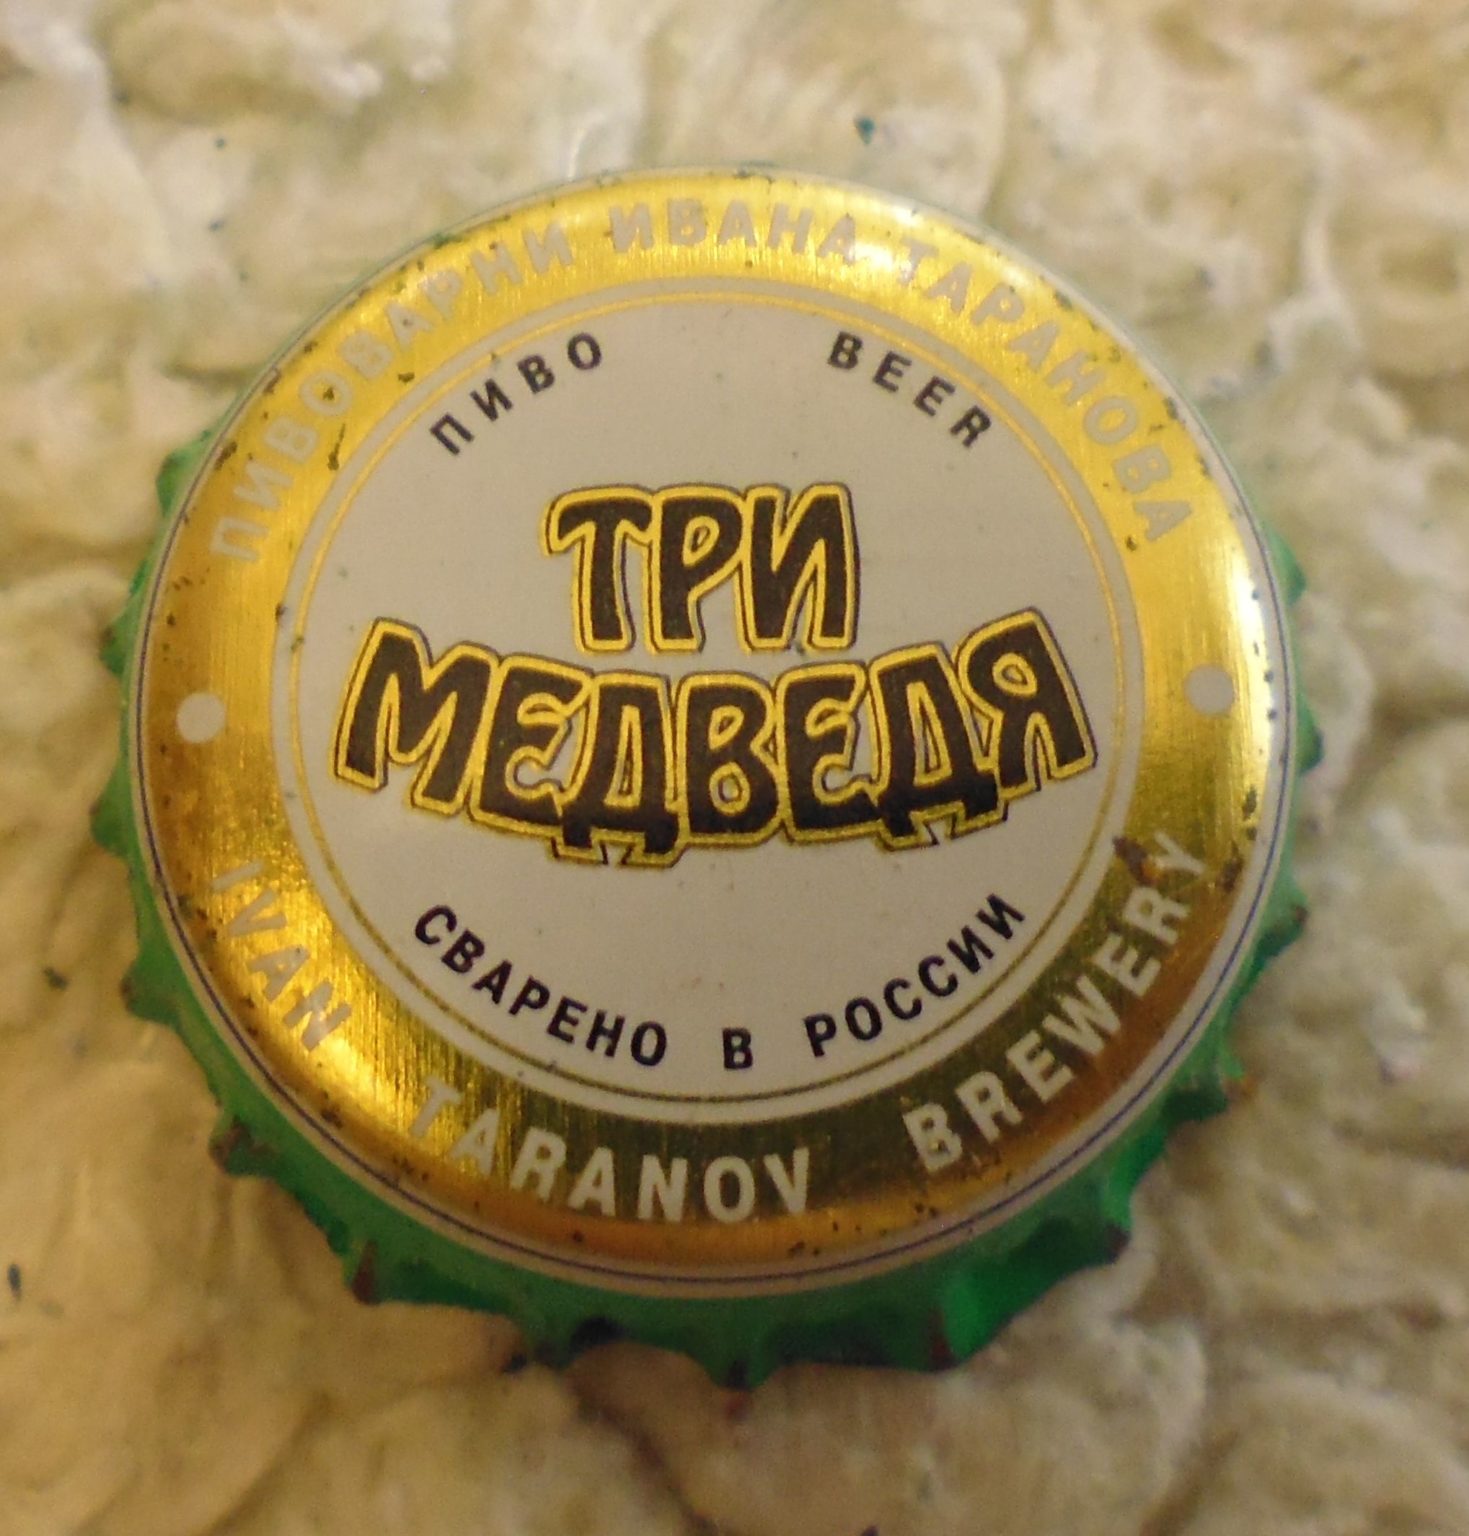 ПИВОВАРНИ ИВАНА ТАРАНОВА
ПИВО
BEER
ТРИ
МЕДВЕДЯ
СВАРЕНО В РОССИИ
IVAN TARANOV BREWERY